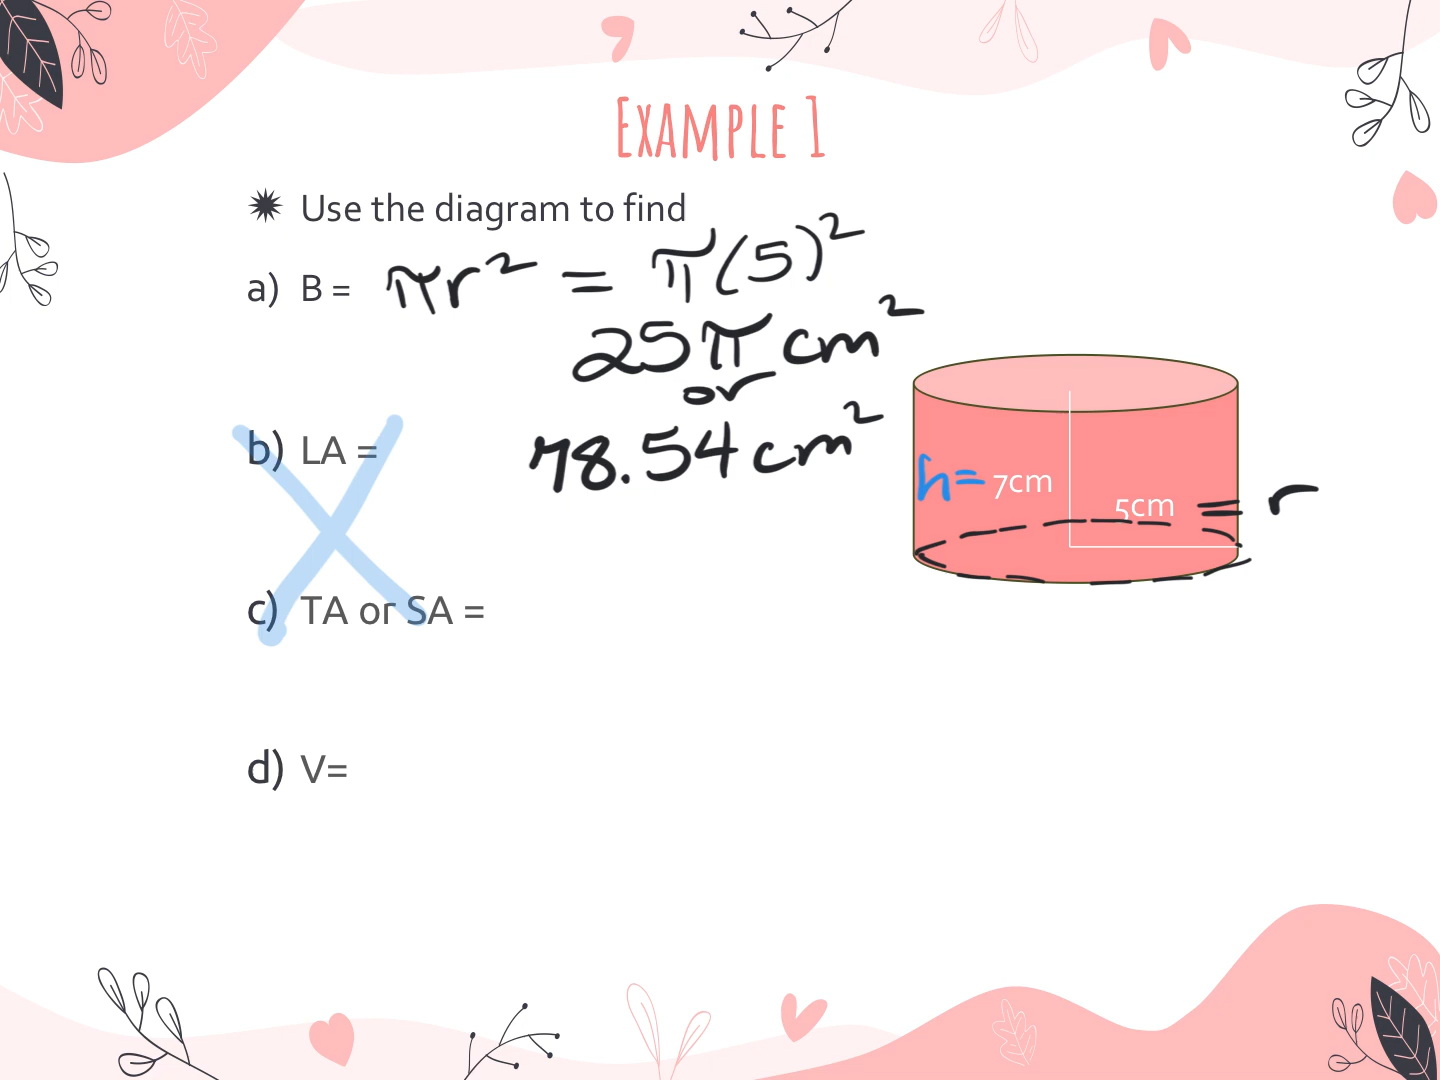 EXAMPLE 1
Use the diagram to find
a) B = πr² = π(5)²
25π cm²
or
78.54 cm²
b) LA =
h = 7cm
5cm = r
c) TA or SA =
d) V=